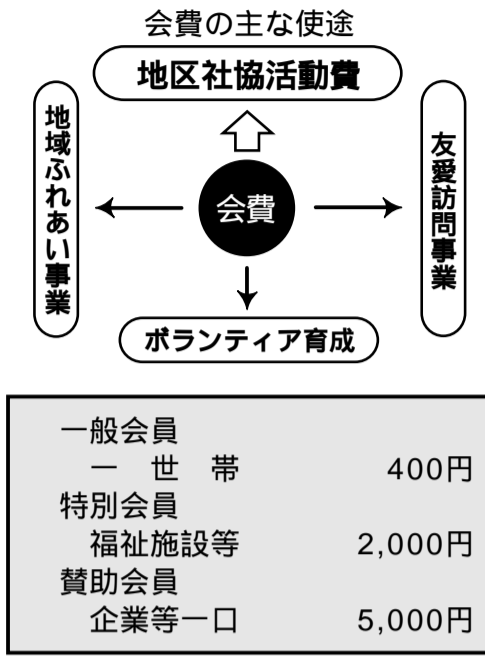 会費の主な使途
地区社協活動費
地域ふれあい事業
会費
友愛訪問事業
ボランティア育成
一般会員
一世帯 400円
特別会員
福祉施設等 2,000円
賛助会員
企業等一口 5,000円